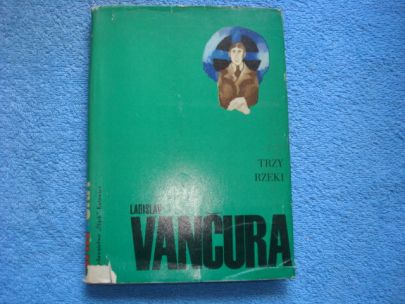 TRZY
RZEKI
LADISLAV
VANČURA